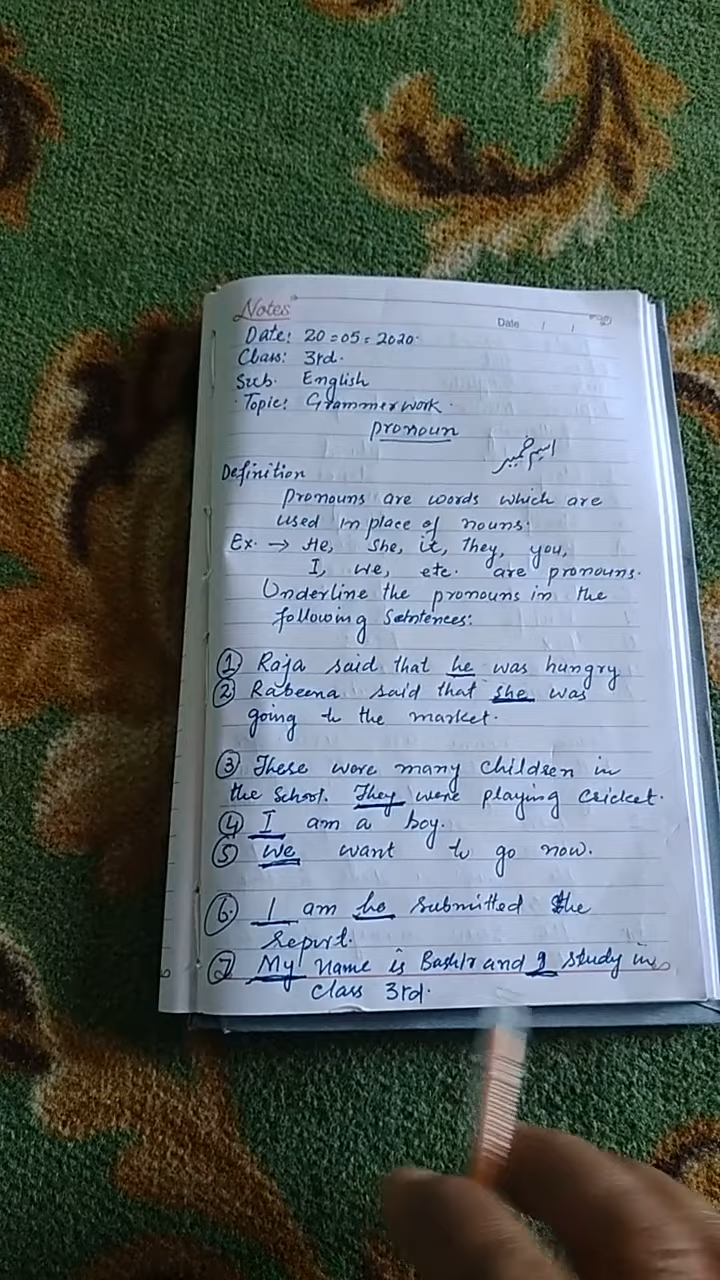 Notes
Date / /
Date: 20=05=2020.
Class: 3rd.
Sub. English
Topic: Grammerwork.
pronoun
اسم ضمیر
Definition
pronouns are words which are
used in place of nouns.
Ex. → He, She, it, They, you,
I, we, etc. are pronouns.
Underline the pronouns in the
following Sentences:
① Raja said that he was hungry
② Rabeena said that she was
going to the market.
③ There were many children in
the School. They were playing cricket.
④ I am a boy.
⑤ we want to go now.
⑥. I am he submitted the
report.
⑦ My name is Bashir and I study in
class 3rd.